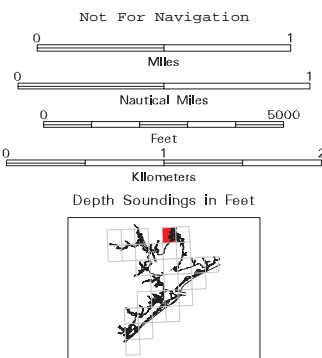 Not For Navigation
0 1
Miles
0 1
Nautical Miles
0 5000
Feet
0 1 2
Kilometers
Depth Soundings in Feet